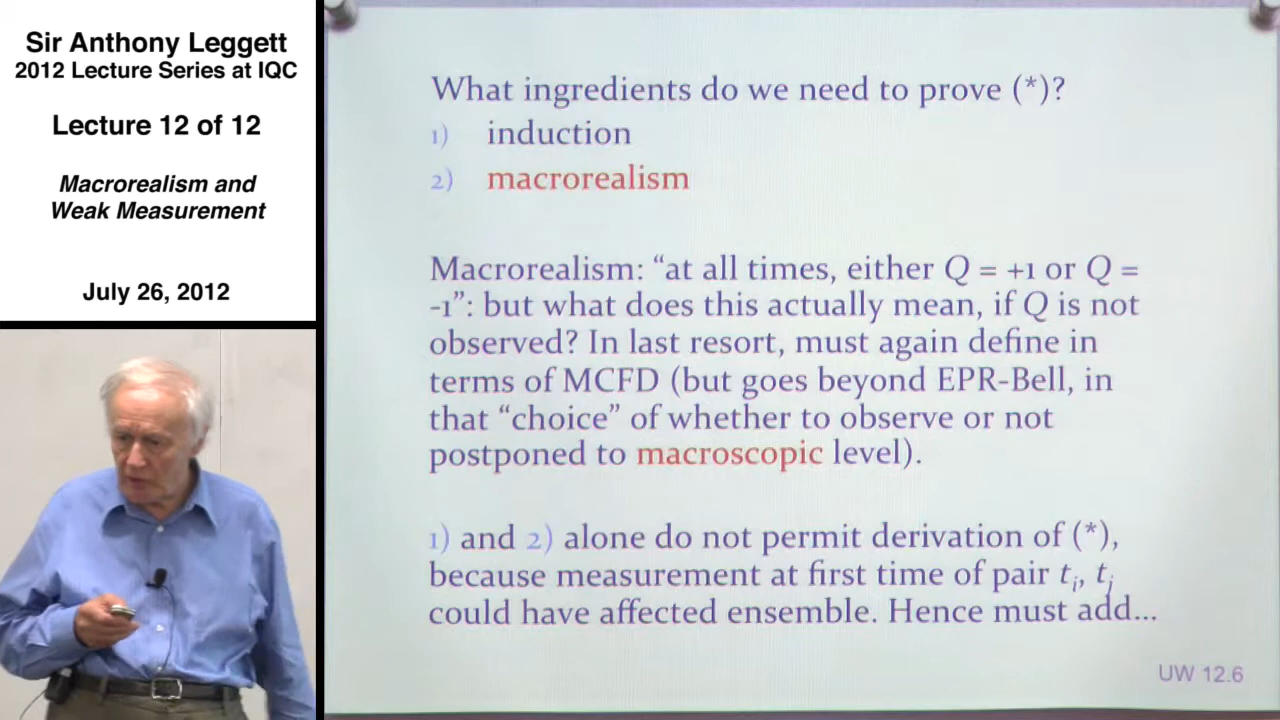 Sir Anthony Leggett
2012 Lecture Series at IQC
Lecture 12 of 12
Macrorealism and
Weak Measurement
July 26, 2012
What ingredients do we need to prove (*)?
1) induction
2) macrorealism
Macrorealism: “at all times, either Q = +1 or Q =
-1”: but what does this actually mean, if Q is not
observed? In last resort, must again define in
terms of MCFD (but goes beyond EPR-Bell, in
that “choice” of whether to observe or not
postponed to macroscopic level).
1) and 2) alone do not permit derivation of (*),
because measurement at first time of pair ti, tj
could have affected ensemble. Hence must add...
UW 12.6